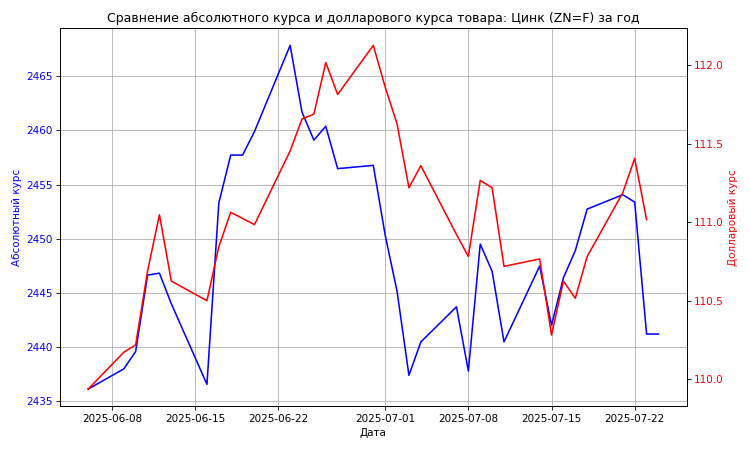 Сравнение абсолютного курса и долларового курса товара: Цинк (ZN=F) за год
Абсолютный курс
2465
2460
2455
2450
2445
2440
2435
112.0
111.5
111.0
110.5
110.0
Долларовый курс
2025-06-08 2025-06-15 2025-06-22 2025-07-01 2025-07-08 2025-07-15 2025-07-22
Дата